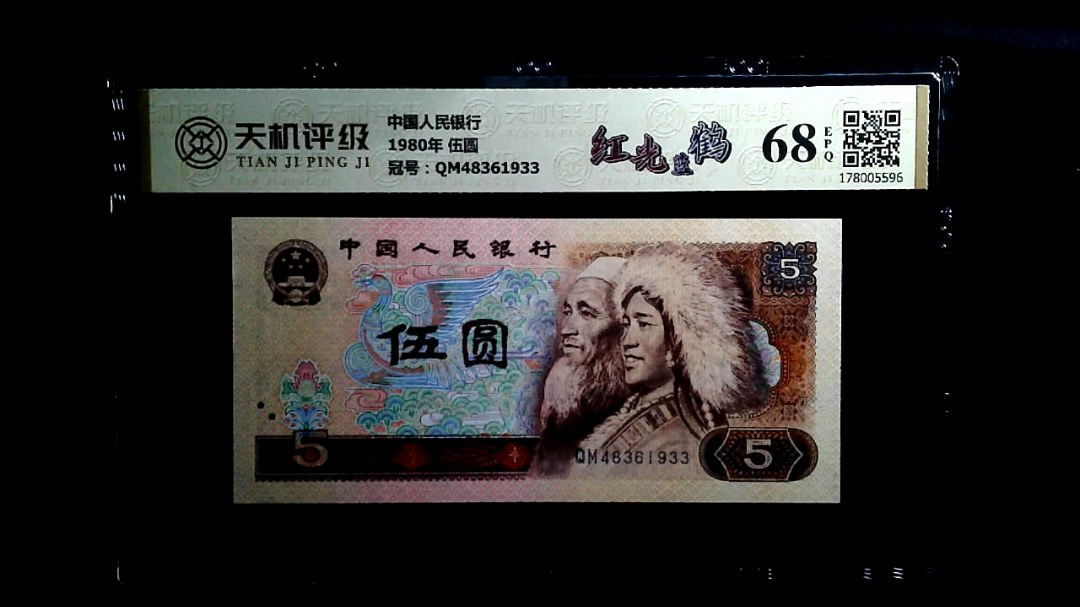 天机评级
TIAN JI PING JI
中国人民银行
1980年 伍圆
冠号：QM48361933
红光蓝鹤
68
EPQ
178005596
中国人民银行
5
伍圆
5
QM48361933
5